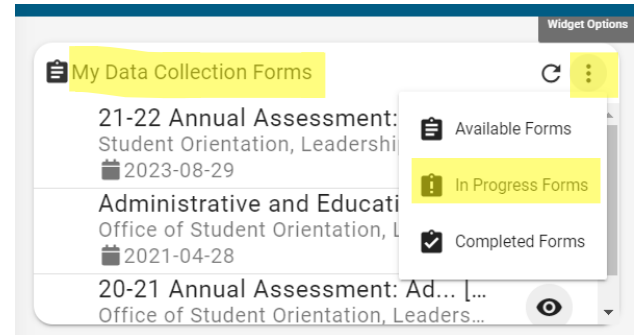 Widget Options
My Data Collection Forms
21-22 Annual Assessment:
Student Orientation, Leadershi
2023-08-29
Administrative and Educati
Office of Student Orientation, L
2021-04-28
20-21 Annual Assessment: Ad... [...
Office of Student Orientation, Leaders...
Available Forms
In Progress Forms
Completed Forms